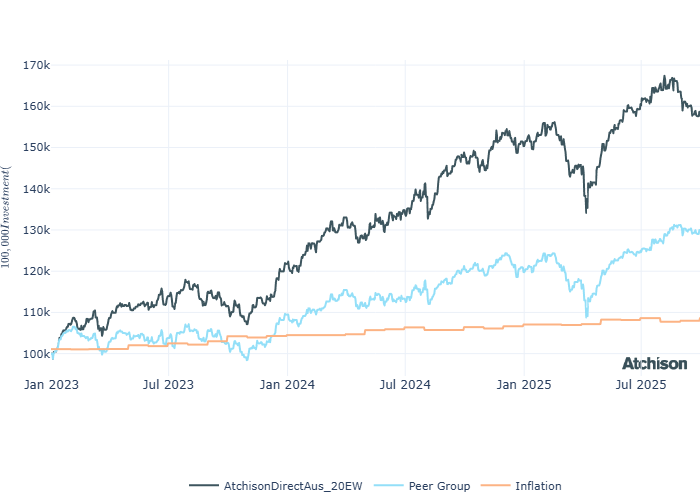 170k
160k
150k
140k
130k
120k
110k
100k
100,000Investment(
Jan 2023
Jul 2023
Jan 2024
Jul 2024
Jan 2025
Jul 2025
Atchison
AtchisonDirectAus_20EW
Peer Group
Inflation